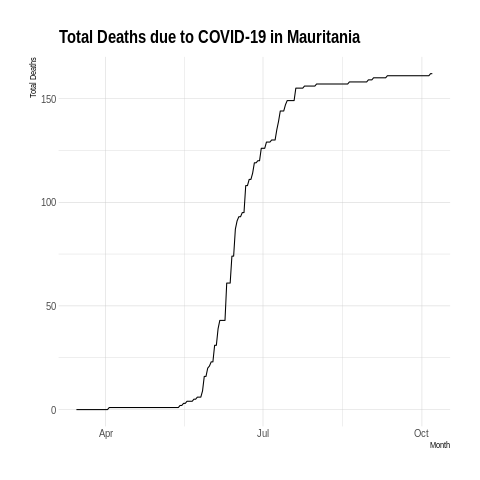 Total Deaths due to COVID-19 in Mauritania
Total Deaths
150
100
50
0
Apr
Jul
Oct
Month